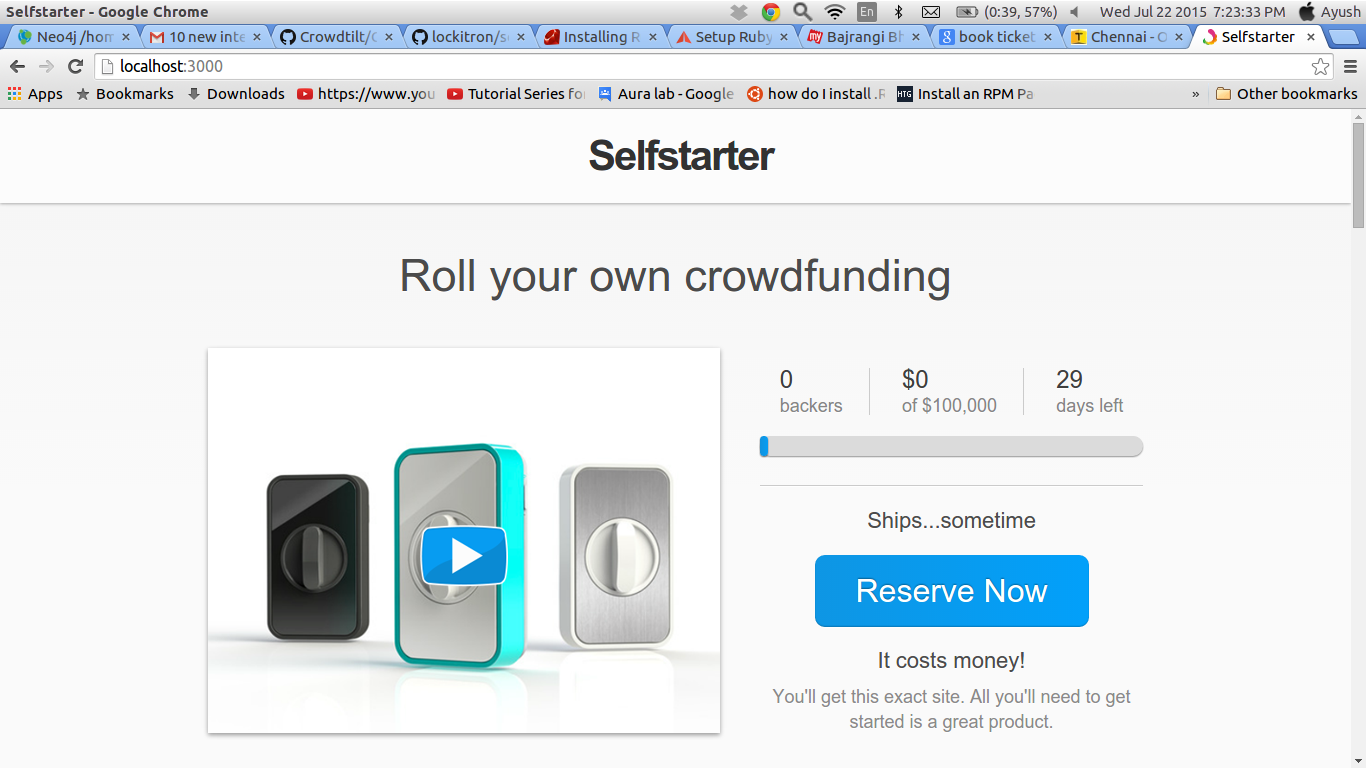 Selfstarter - Google Chrome
En (0:39, 57%) Wed Jul 22 2015 7:23:33 PM Ayush
Neo4j /hom 10 new inte Crowdtilt/C lockitron/s Installing R Setup Ruby Bajrangi Bh book ticket Chennai - O Selfstarter
localhost:3000
Apps Bookmarks Downloads https://www.you Tutorial Series fo Aura lab - Google how do I install .R HTG Install an RPM Pa » Other bookmarks
Selfstarter
Roll your own crowdfunding
0 $0 29
backers of $100,000 days left
Ships...sometime
Reserve Now
It costs money!
You'll get this exact site. All you'll need to get
started is a great product.